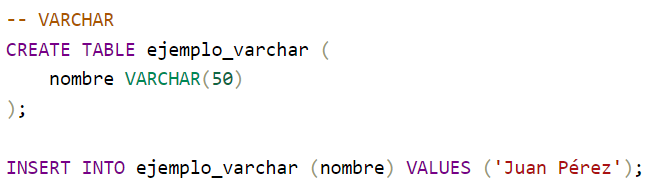 -- VARCHAR
CREATE TABLE ejemplo_varchar (
    nombre VARCHAR(50)
);

INSERT INTO ejemplo_varchar (nombre) VALUES ('Juan Pérez');